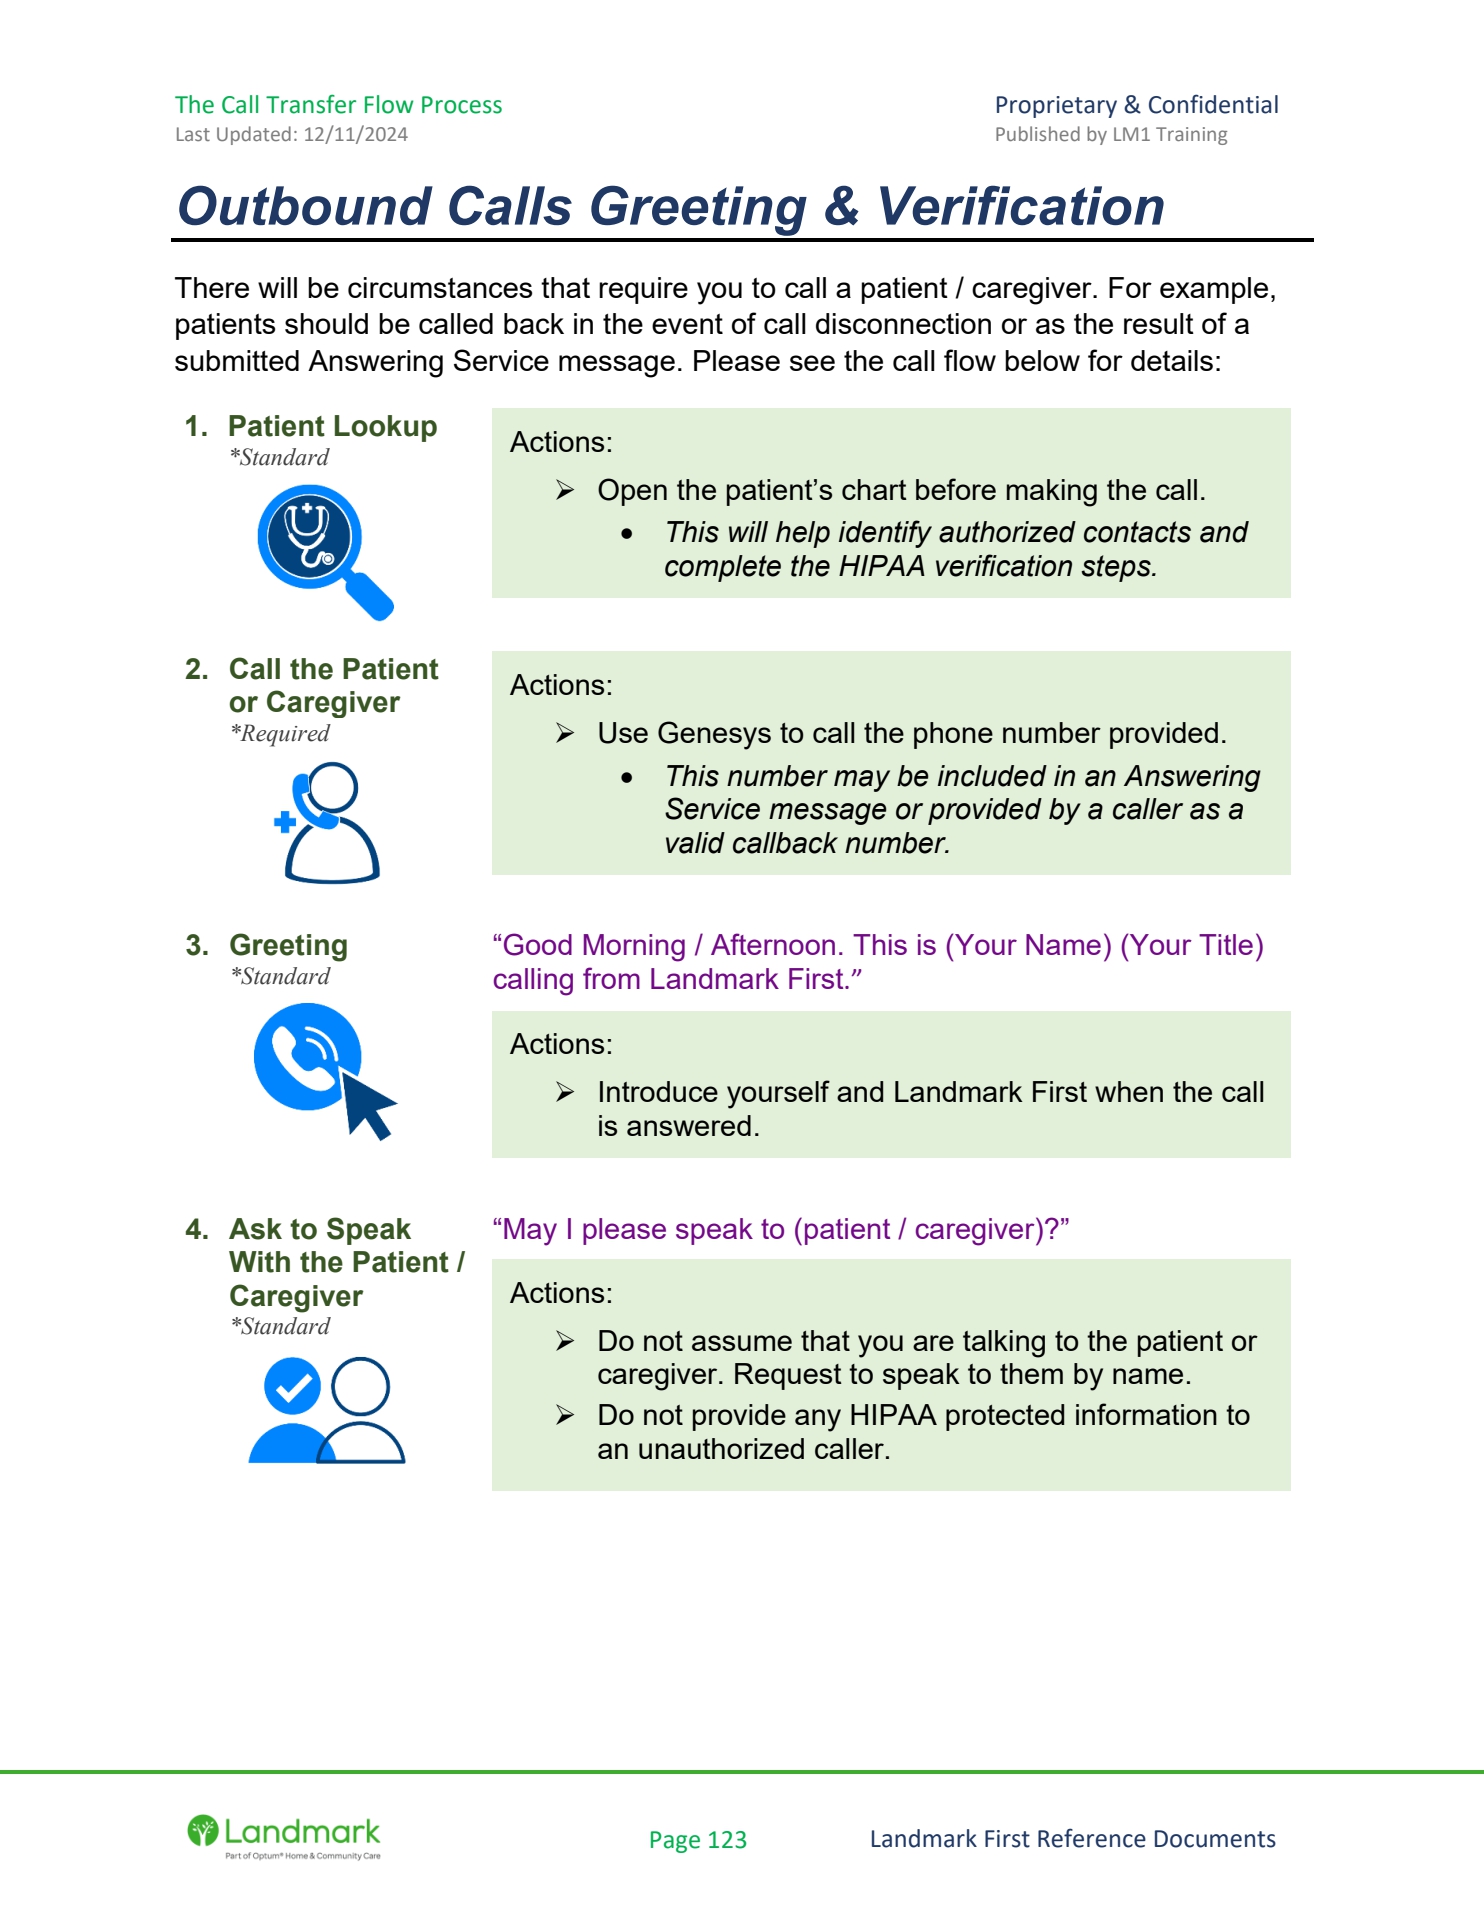 The Call Transfer Flow Process
Proprietary & Confidential
Last Updated: 12/11/2024
Published by LM1 Training
Outbound Calls Greeting & Verification
There will be circumstances that require you to call a patient / caregiver. For example,
patients should be called back in the event of call disconnection or as the result of a
submitted Answering Service message. Please see the call flow below for details:
1. Patient Lookup
*Standard
Actions:
➢ Open the patient’s chart before making the call.
• This will help identify authorized contacts and
complete the HIPAA verification steps.
2. Call the Patient
or Caregiver
*Required
Actions:
➢ Use Genesys to call the phone number provided.
• This number may be included in an Answering
Service message or provided by a caller as a
valid callback number.
3. Greeting
*Standard
“Good Morning / Afternoon. This is (Your Name) (Your Title)
calling from Landmark First.”
Actions:
➢ Introduce yourself and Landmark First when the call
is answered.
4. Ask to Speak
With the Patient /
Caregiver
*Standard
“May I please speak to (patient / caregiver)?”
Actions:
➢ Do not assume that you are talking to the patient or
caregiver. Request to speak to them by name.
➢ Do not provide any HIPAA protected information to
an unauthorized caller.
Landmark
Part of Optum® Home & Community Care
Page 123
Landmark First Reference Documents